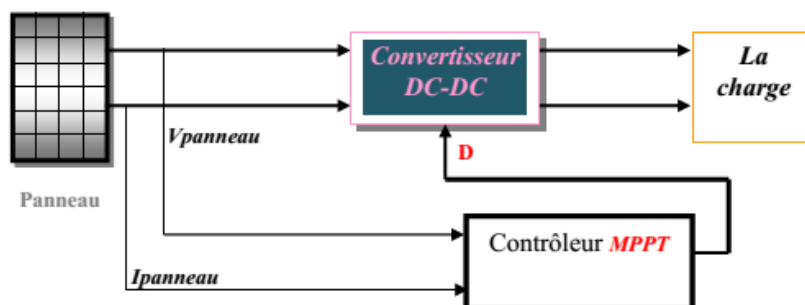 Convertisseur
DC-DC
La
charge
Vpanneau
D
Panneau
Contrôleur MPPT
Ipanneau